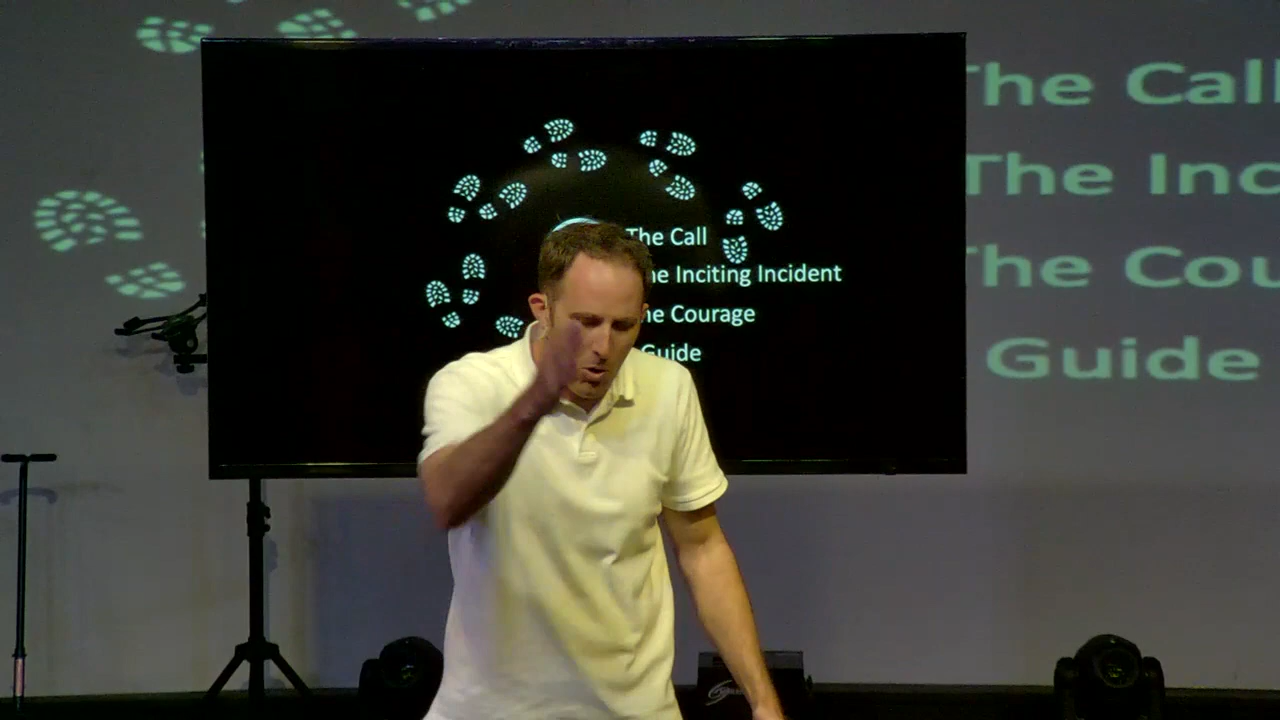 The Call
he Inciting Incident
he Courage
Guide
The Call
The Inc
The Cou
Guide